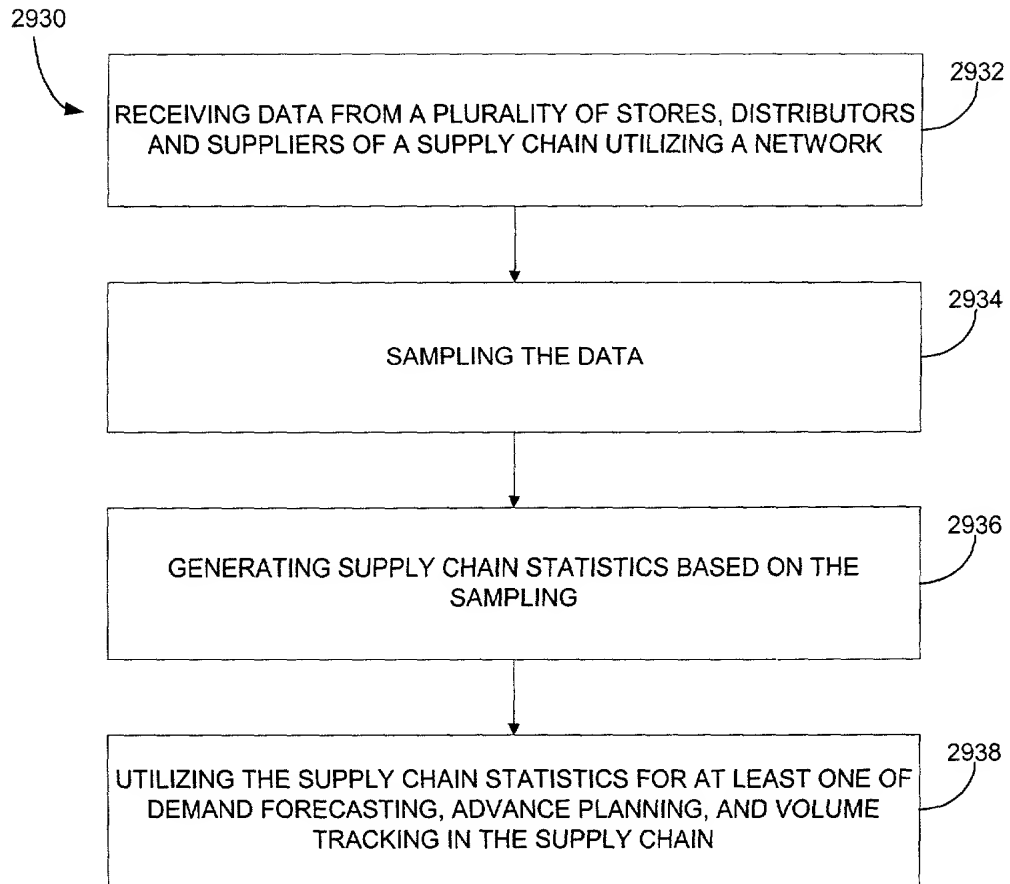 2930
2932
RECEIVING DATA FROM A PLURALITY OF STORES, DISTRIBUTORS
AND SUPPLIERS OF A SUPPLY CHAIN UTILIZING A NETWORK
2934
SAMPLING THE DATA
2936
GENERATING SUPPLY CHAIN STATISTICS BASED ON THE
SAMPLING
2938
UTILIZING THE SUPPLY CHAIN STATISTICS FOR AT LEAST ONE OF
DEMAND FORECASTING, ADVANCE PLANNING, AND VOLUME
TRACKING IN THE SUPPLY CHAIN